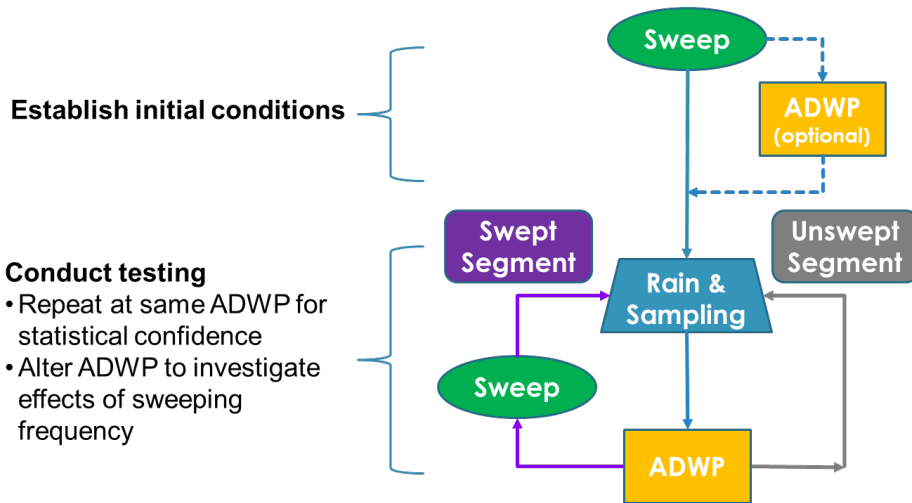 Sweep
Establish initial conditions
ADWP
(optional)
Swept
Segment
Unswept
Segment
Conduct testing
• Repeat at same ADWP for
statistical confidence
• Alter ADWP to investigate
effects of sweeping
frequency
Rain &
Sampling
Sweep
ADWP